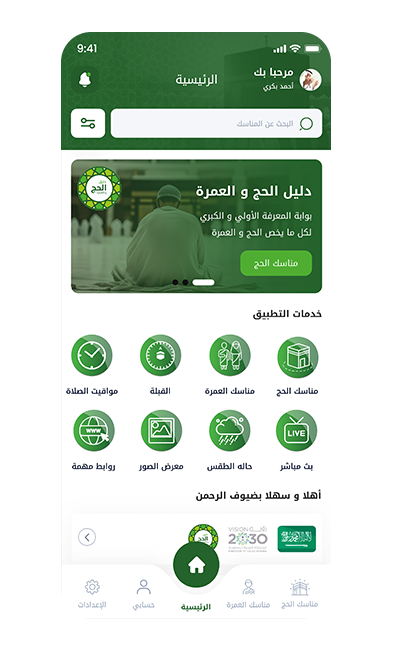 9:41
مرحبا بك
أحمد بكري
الرئيسية
البحث عن المناسك
الحج
دليل الحج و العمرة
بوابة المعرفة الأولي و الكبري
لكل ما يخص الحج و العمرة
مناسك الحج
خدمات التطبيق
مناسك الحج
مناسك العمرة
القبلة
مواقيت الصلاة
LIVE
WWW
بث مباشر
حاله الطقس
معرض الصور
روابط مهمة
أهلا و سهلا بضيوف الرحمن
VISION رؤية
2030
الحج
مناسك الحج
مناسك العمرة
الرئيسية
حسابي
الإعدادات